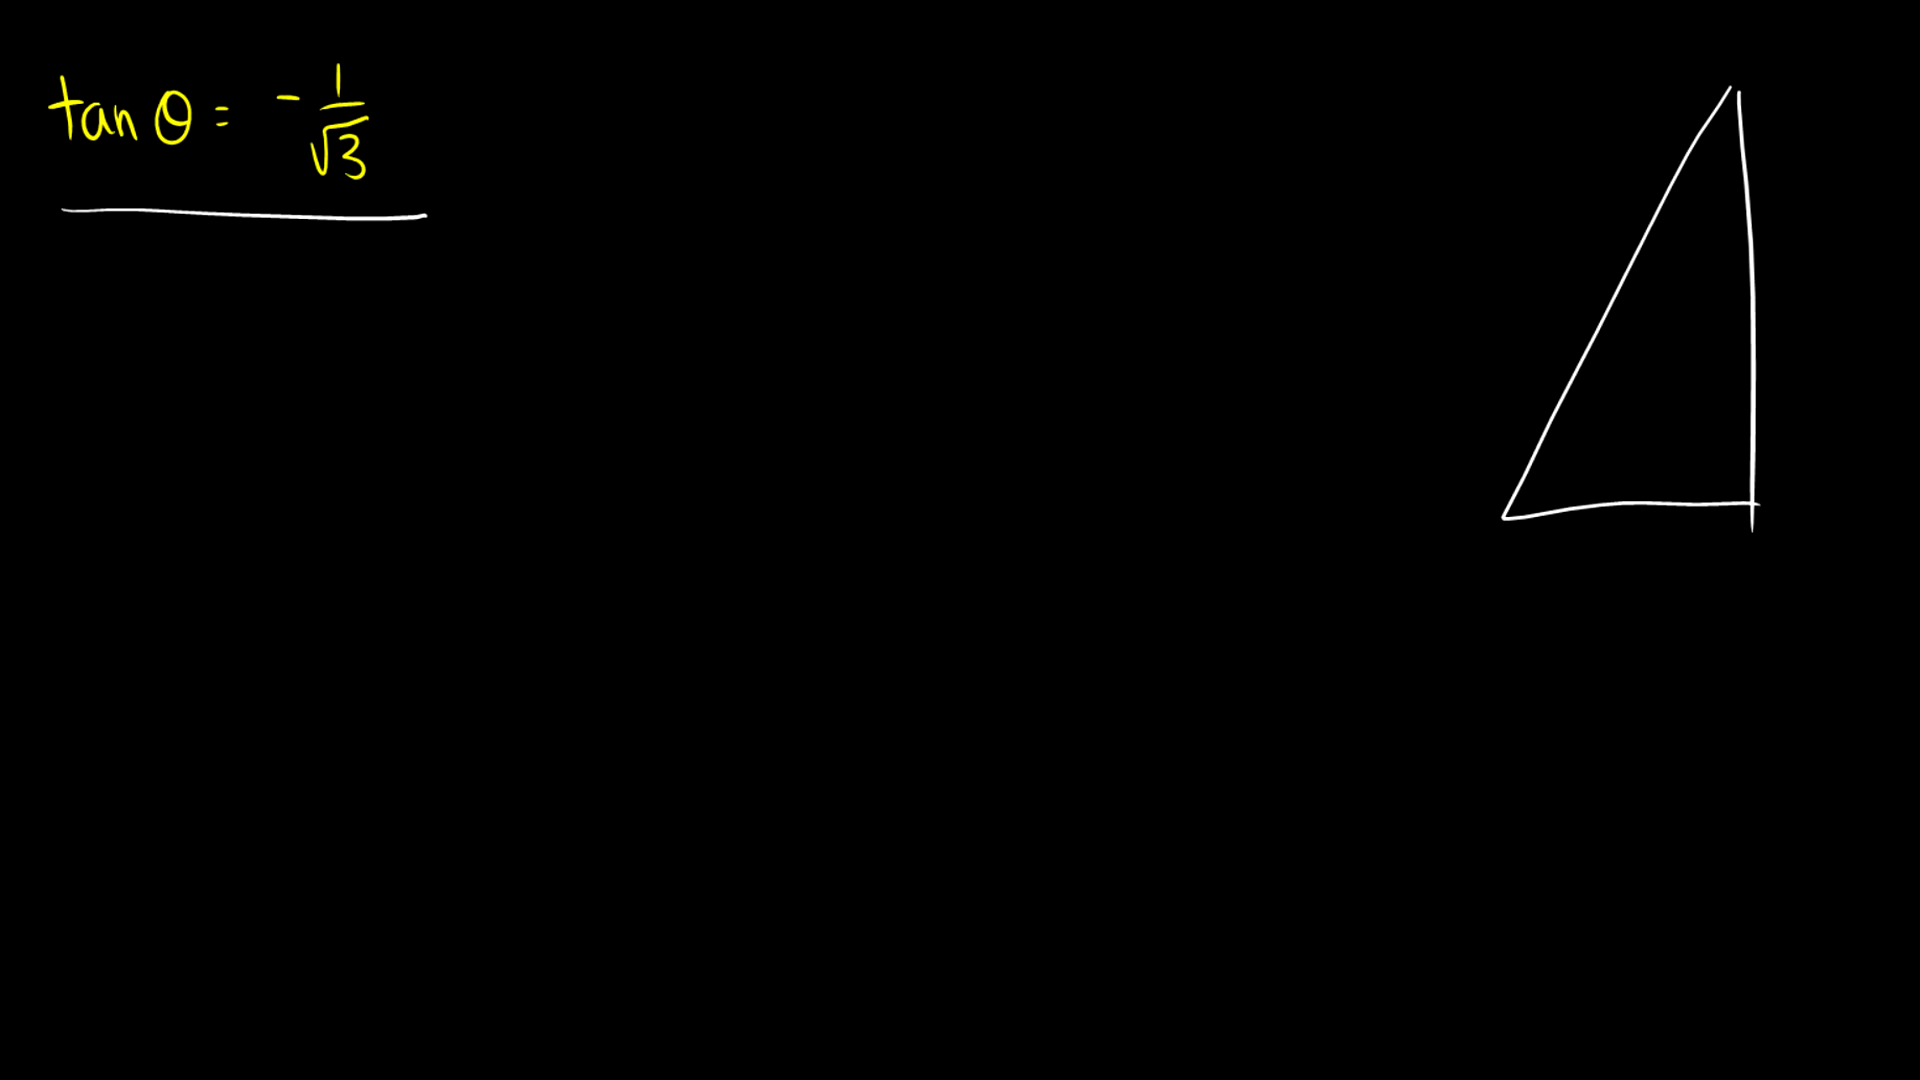 tan θ = - 1/√3